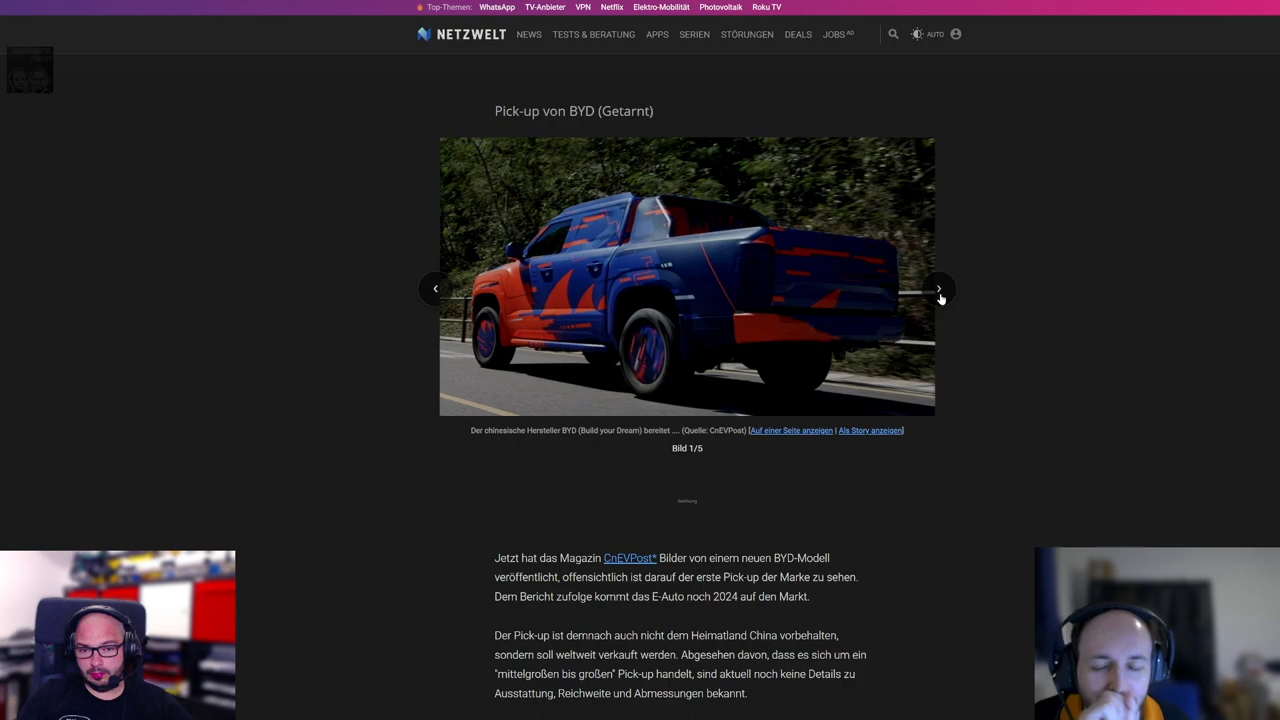 Top-Themen: WhatsApp TV-Anbieter VPN Netflix Elektro-Mobilität Photovoltaik Roku TV
NETZWELT NEWS TESTS & BERATUNG APPS SERIEN STÖRUNGEN DEALS JOBS AD AUTO
Pick-up von BYD (Getarnt)
Der chinesische Hersteller BYD (Build your Dream) bereitet .... (Quelle: CnEVPost) [Auf einer Seite anzeigen | Als Story anzeigen]
Bild 1/5
Werbung
Jetzt hat das Magazin CnEVPost* Bilder von einem neuen BYD-Modell
veröffentlicht, offensichtlich ist darauf der erste Pick-up der Marke zu sehen.
Dem Bericht zufolge kommt das E-Auto noch 2024 auf den Markt.
Der Pick-up ist demnach auch nicht dem Heimatland China vorbehalten,
sondern soll weltweit verkauft werden. Abgesehen davon, dass es sich um ein
"mittelgroßen bis großen" Pick-up handelt, sind aktuell noch keine Details zu
Ausstattung, Reichweite und Abmessungen bekannt.